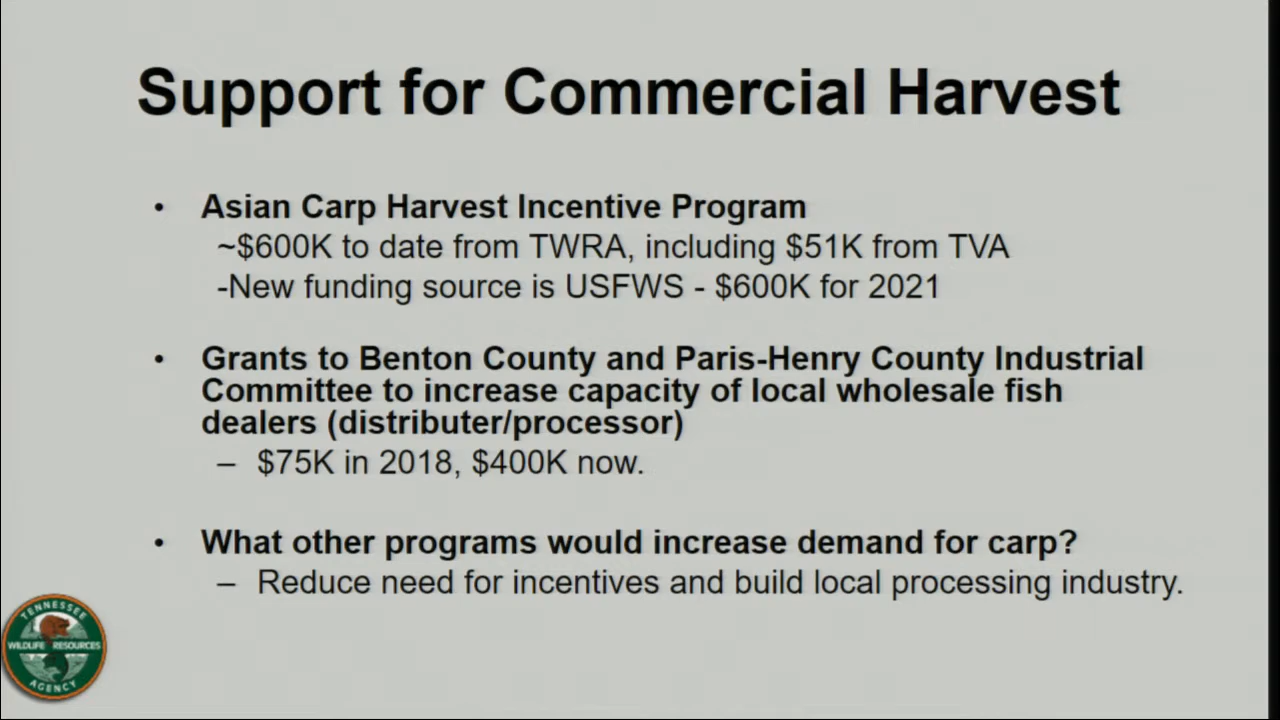 Support for Commercial Harvest
• Asian Carp Harvest Incentive Program
~$600K to date from TWRA, including $51K from TVA
-New funding source is USFWS - $600K for 2021
• Grants to Benton County and Paris-Henry County Industrial
Committee to increase capacity of local wholesale fish
dealers (distributer/processor)
– $75K in 2018, $400K now.
• What other programs would increase demand for carp?
– Reduce need for incentives and build local processing industry.
TENNESSEE
WILDLIFE RESOURCES
AGENCY